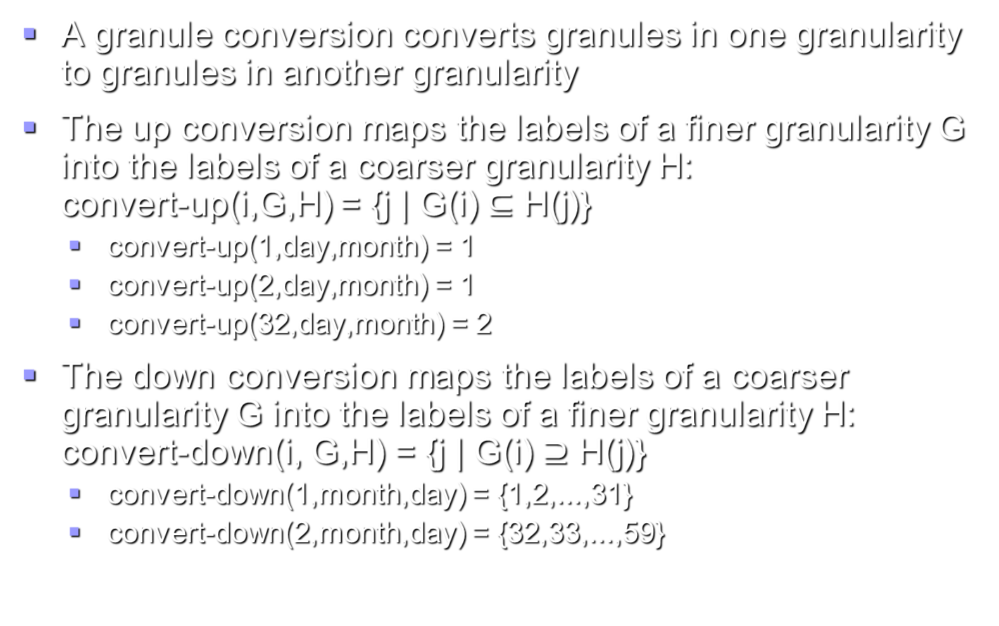 ▪ A granule conversion converts granules in one granularity
to granules in another granularity
▪ The up conversion maps the labels of a finer granularity G
into the labels of a coarser granularity H:
convert-up(i,G,H) = {j | G(i) ⊆ H(j)}
▪ convert-up(1,day,month) = 1
▪ convert-up(2,day,month) = 1
▪ convert-up(32,day,month) = 2
▪ The down conversion maps the labels of a coarser
granularity G into the labels of a finer granularity H:
convert-down(i, G,H) = {j | G(i) ⊇ H(j)}
▪ convert-down(1,month,day) = {1,2,...,31}
▪ convert-down(2,month,day) = {32,33,...,59}